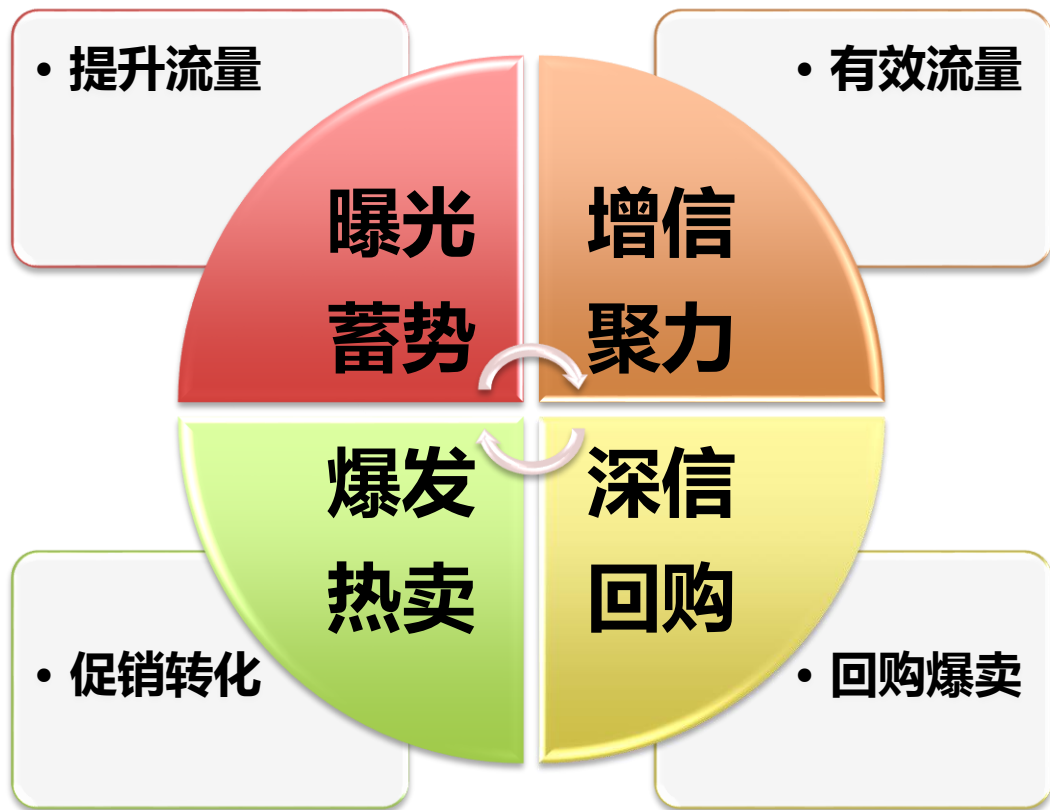 • 提升流量
• 有效流量
曝光
蓄势
增信
聚力
爆发
热卖
深信
回购
• 促销转化
• 回购爆卖